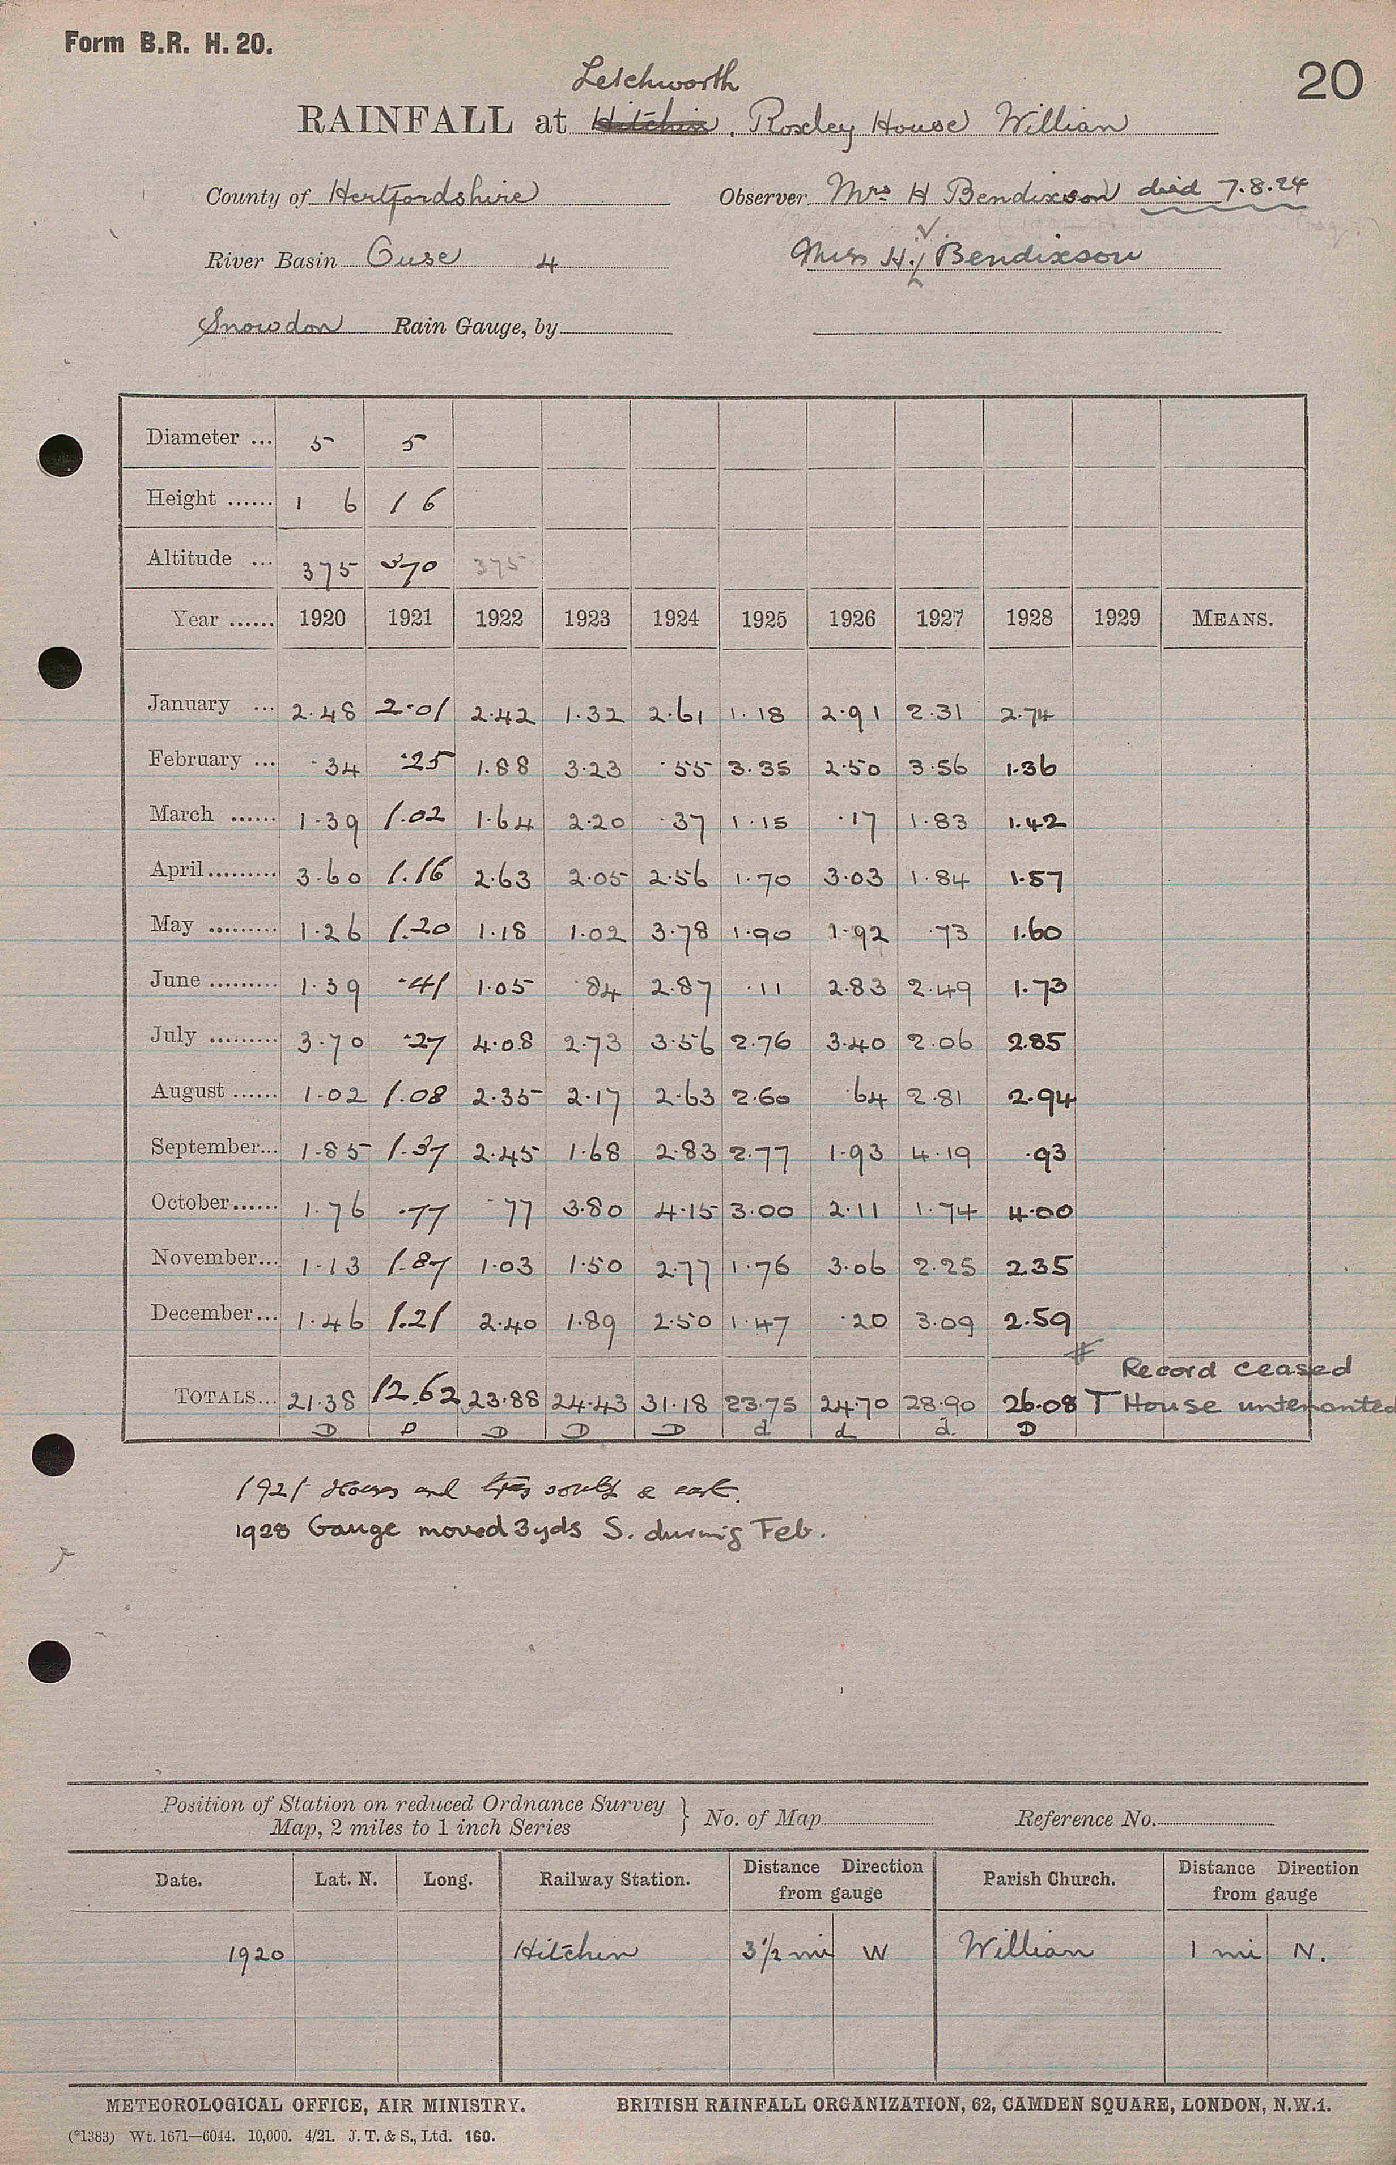 Form B.R. H. 20.
20
Letchworth
RAINFALL at Hitchin. Roxley House Willian
County of Hertfordshire Observer Mrs H Bendixson died 7.8.24
River Basin Ouse 4 Miss H. Bendixson
Snowdon Rain Gauge, by
Diameter ... 5 5
Height ...... 1 6 1 6
Altitude ... 375 370 375
Year ...... 1920 1921 1922 1923 1924 1925 1926 1927 1928 1929 MEANS.
January ... 2.48 2.01 2.42 1.32 2.61 1.18 2.91 2.31 2.74
February ... .34 .25 1.88 3.23 .55 3.35 2.50 3.56 1.36
March ...... 1.39 1.02 1.64 2.20 .37 1.15 .17 1.83 1.42
April ......... 3.60 1.16 2.63 2.05 2.56 1.70 3.03 1.84 1.57
May ......... 1.26 1.20 1.18 1.02 3.78 1.90 1.92 .73 1.60
June ......... 1.39 .41 1.05 .84 2.87 .11 2.83 2.49 1.73
July ......... 3.70 .27 4.08 2.73 3.56 2.76 3.40 2.06 2.85
August ...... 1.02 1.08 2.35 2.17 2.63 2.60 .64 2.81 2.94
September... 1.85 1.37 2.45 1.68 2.83 2.77 1.93 4.19 .93
October...... 1.76 .77 .77 3.80 4.15 3.00 2.11 1.74 4.00
November... 1.13 1.87 1.03 1.50 2.77 1.76 3.06 2.25 2.35
December... 1.46 1.21 2.40 1.89 2.50 1.47 .20 3.09 2.59
Record ceased
TOTALS... 21.38 12.62 23.88 24.43 31.18 23.75 24.70 28.90 26.08 T House untenanted
D D D D D d d d D
1921 House and trees south & east.
1928 Gauge moved 3yds S. during Feb.
Position of Station on reduced Ordnance Survey
Map, 2 miles to 1 inch Series } No. of Map Reference No.
Date. Lat. N. Long. Railway Station. Distance Direction from gauge Parish Church. Distance Direction from gauge
1920 Hitchin 3½ mi W Willian 1 mi N.
METEOROLOGICAL OFFICE, AIR MINISTRY. BRITISH RAINFALL ORGANIZATION, 62, CAMDEN SQUARE, LONDON, N.W.1.
(*1383) Wt. 1671—6044. 10,000. 4/21. J. T. & S., Ltd. 160.